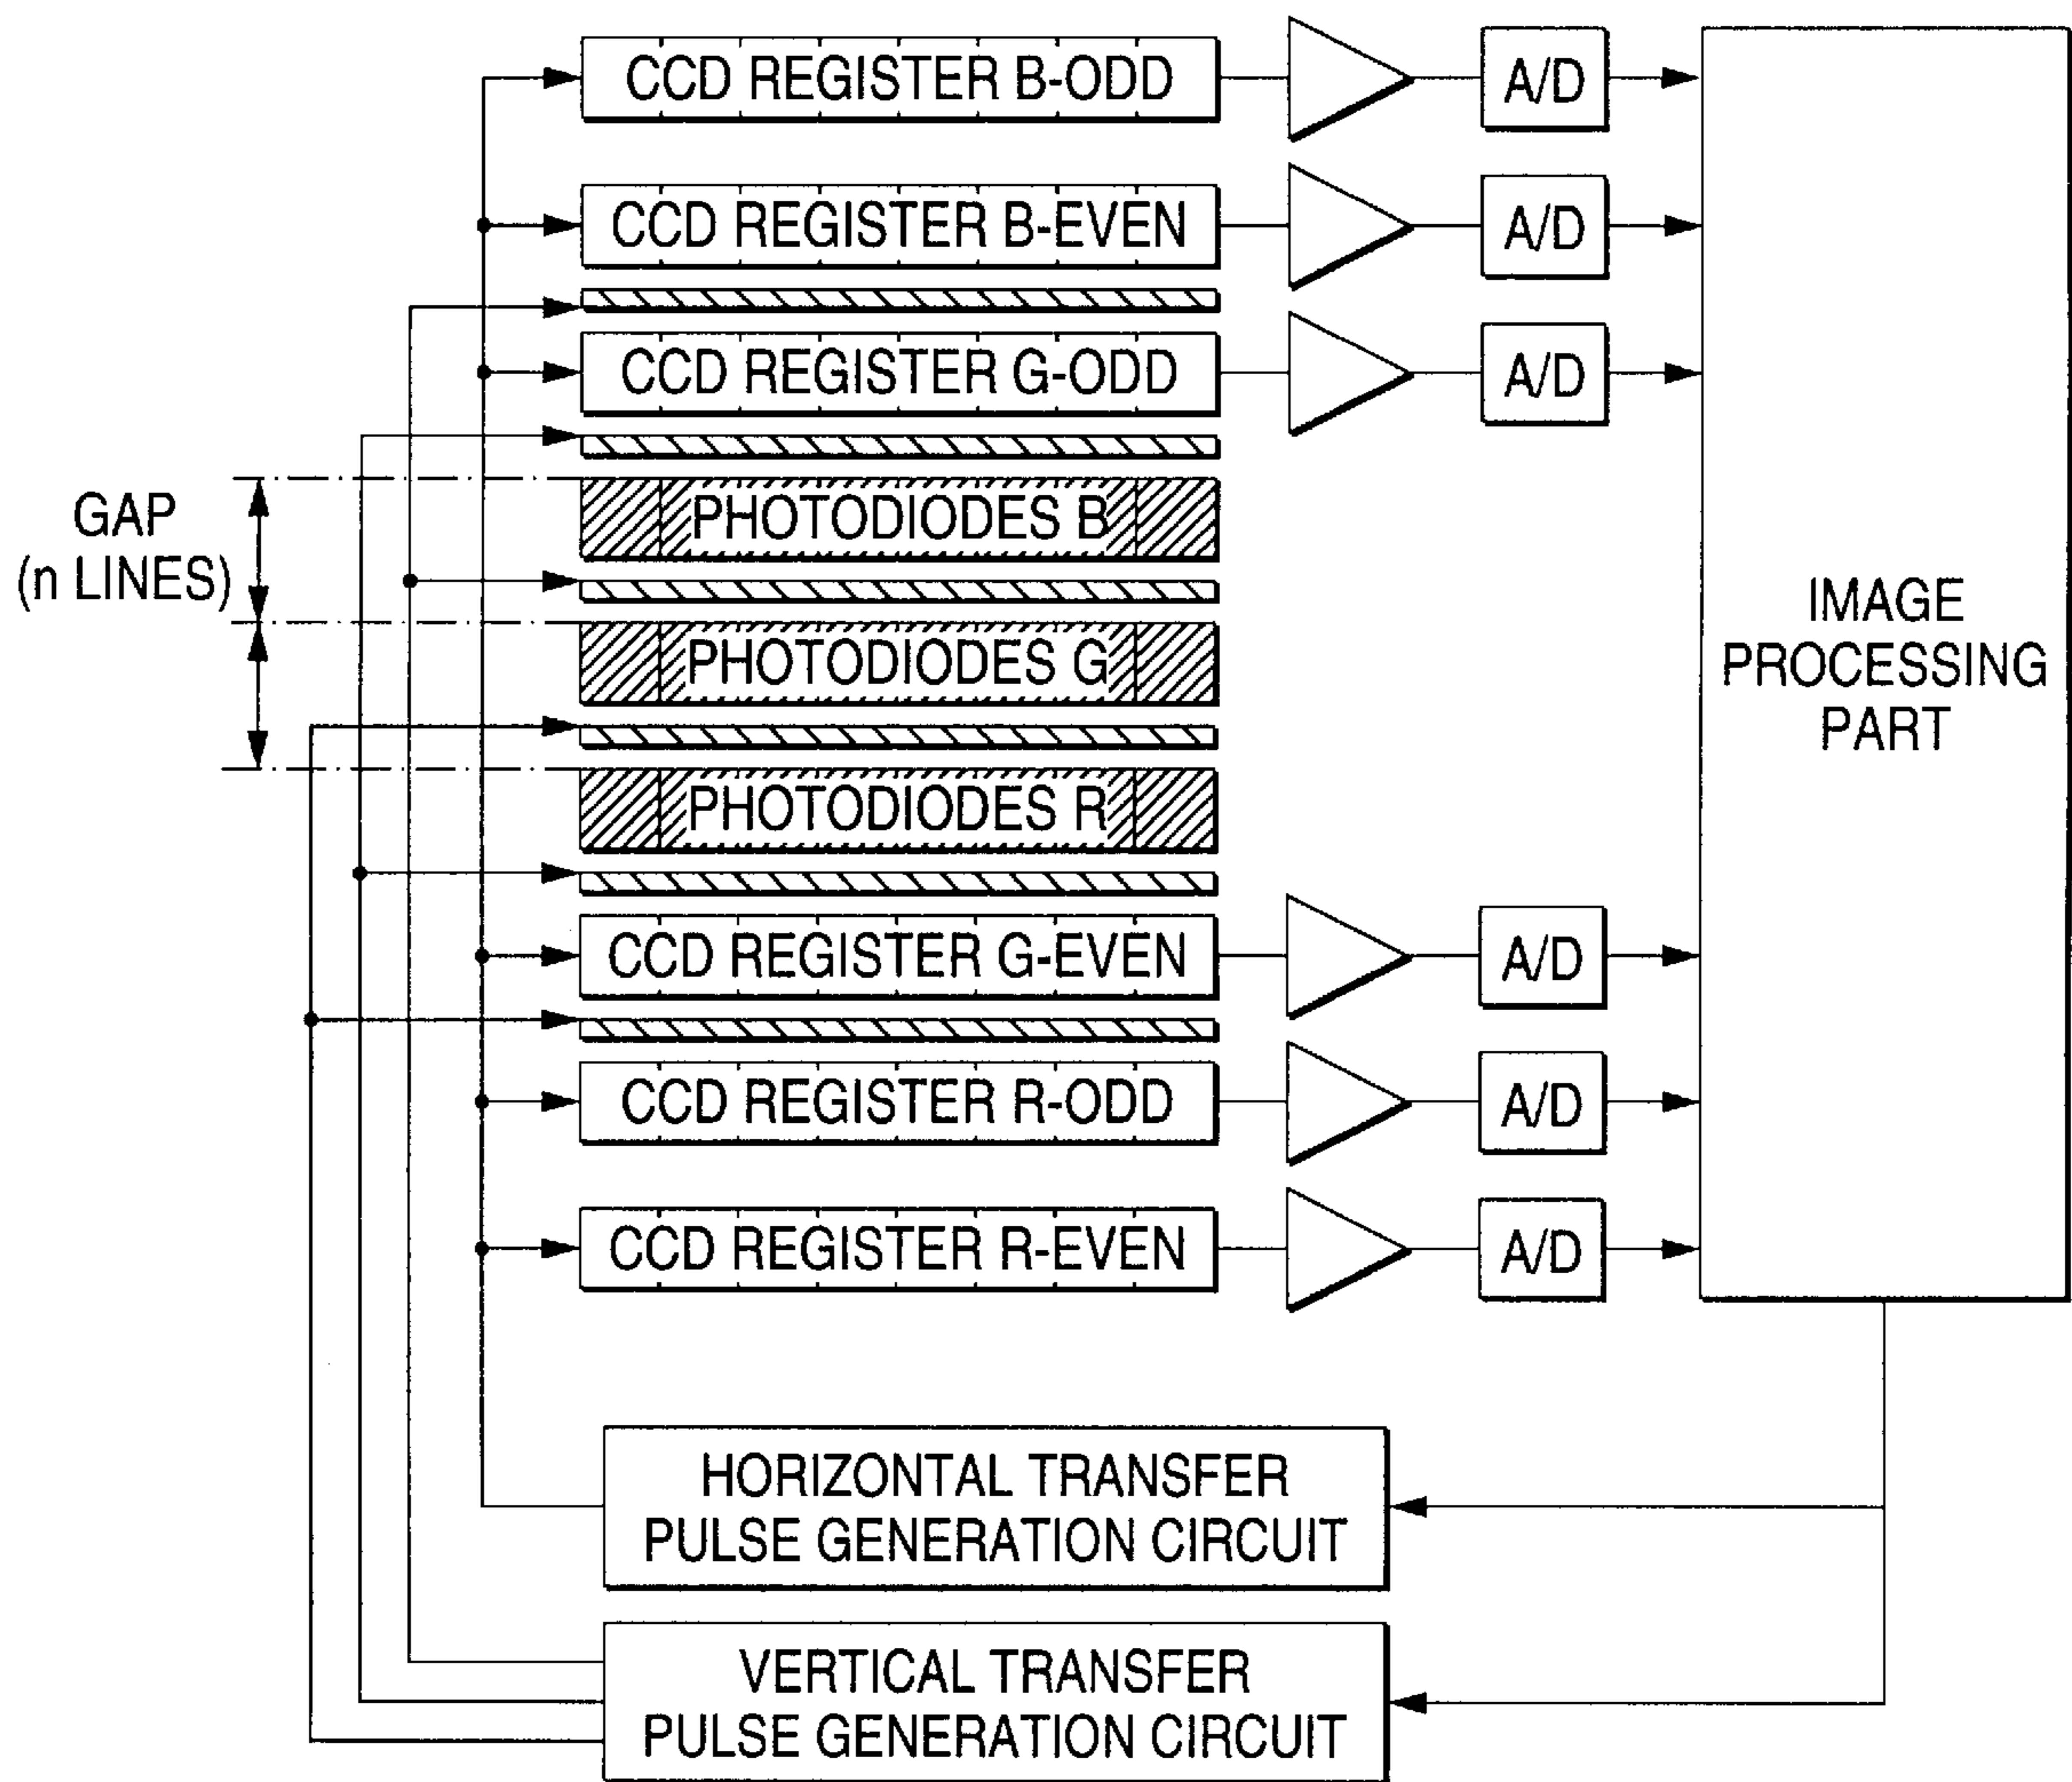 CCD REGISTER B-ODD
A/D
CCD REGISTER B-EVEN
A/D
CCD REGISTER G-ODD
A/D
GAP
(n LINES)
PHOTODIODES B
PHOTODIODES G
PHOTODIODES R
IMAGE
PROCESSING
PART
CCD REGISTER G-EVEN
A/D
CCD REGISTER R-ODD
A/D
CCD REGISTER R-EVEN
A/D
HORIZONTAL TRANSFER
PULSE GENERATION CIRCUIT
VERTICAL TRANSFER
PULSE GENERATION CIRCUIT